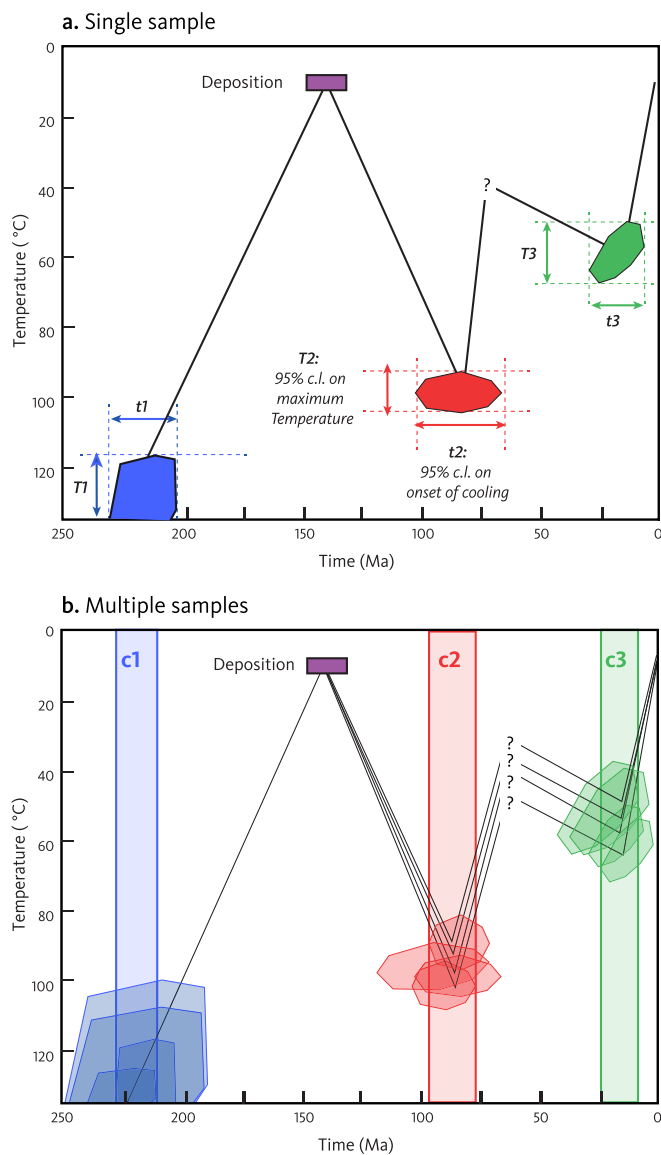 a. Single sample
0
20
40
60
80
100
120
Temperature ( °C)
Deposition
?
T3
t3
T2:
95% c.l. on
maximum
Temperature
t2:
95% c.l. on
onset of cooling
t1
T1
250
200
150
100
50
0
Time (Ma)
b. Multiple samples
0
20
40
60
80
100
120
Temperature ( °C)
c1
Deposition
c2
c3
?
?
?
?
250
200
150
100
50
0
Time (Ma)